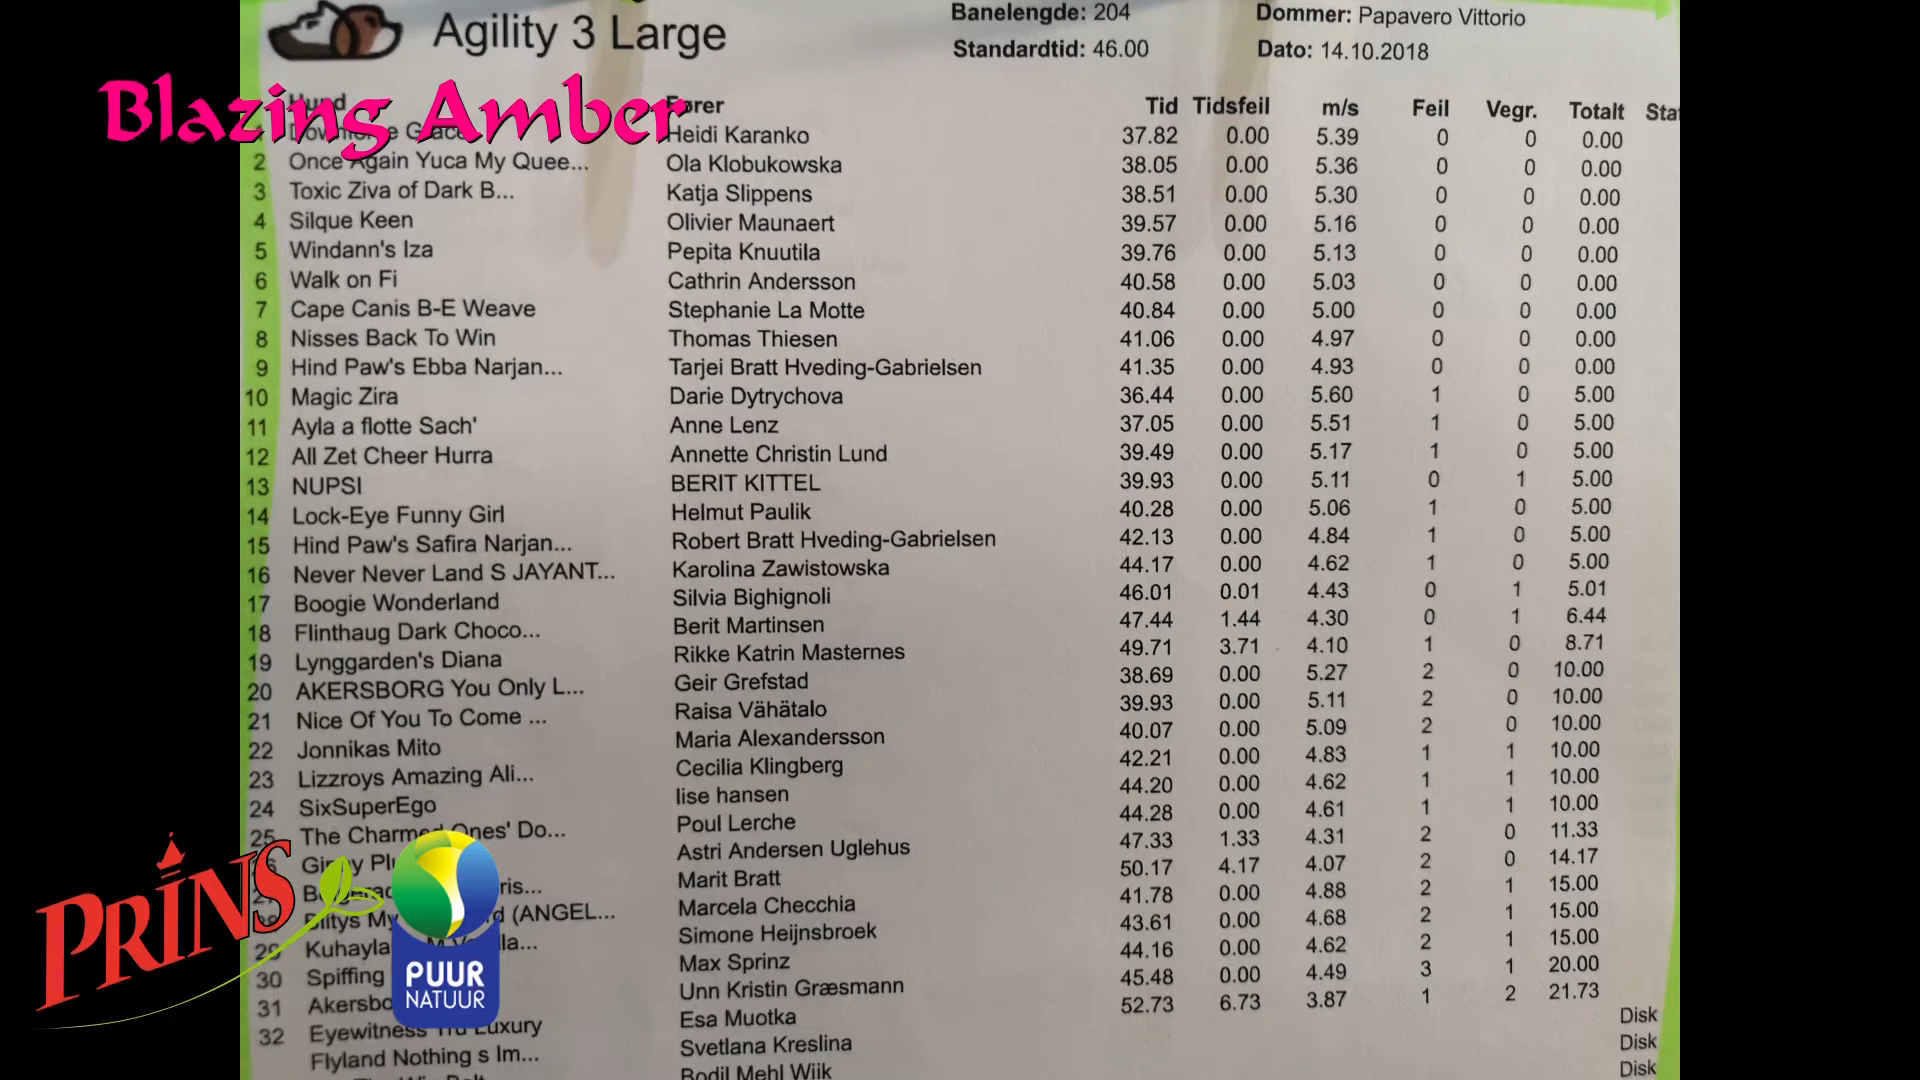 Agility 3 Large Banelengde: 204 Dommer: Papavero Vittorio
Standardtid: 46.00 Dato: 14.10.2018
Blazing Amber
Hund Fører Tid Tidsfeil m/s Feil Vegr. Totalt
1 Grace Heidi Karanko 37.82 0.00 5.39 0 0 0.00
2 Once Again Yuca My Quee... Ola Klobukowska 38.05 0.00 5.36 0 0 0.00
3 Toxic Ziva of Dark B... Katja Slippens 38.51 0.00 5.30 0 0 0.00
4 Silque Keen Olivier Maunaert 39.57 0.00 5.16 0 0 0.00
5 Windann's Iza Pepita Knuutila 39.76 0.00 5.13 0 0 0.00
6 Walk on Fi Cathrin Andersson 40.58 0.00 5.03 0 0 0.00
7 Cape Canis B-E Weave Stephanie La Motte 40.84 0.00 5.00 0 0 0.00
8 Nisses Back To Win Thomas Thiesen 41.06 0.00 4.97 0 0 0.00
9 Hind Paw's Ebba Narjan... Tarjei Bratt Hveding-Gabrielsen 41.35 0.00 4.93 0 0 0.00
10 Magic Zira Darie Dytrychova 36.44 0.00 5.60 1 0 5.00
11 Ayla a flotte Sach' Anne Lenz 37.05 0.00 5.51 1 0 5.00
12 All Zet Cheer Hurra Annette Christin Lund 39.49 0.00 5.17 1 0 5.00
13 NUPSI BERIT KITTEL 39.93 0.00 5.11 0 1 5.00
14 Lock-Eye Funny Girl Helmut Paulik 40.28 0.00 5.06 1 0 5.00
15 Hind Paw's Safira Narjan... Robert Bratt Hveding-Gabrielsen 42.13 0.00 4.84 1 0 5.00
16 Never Never Land S JAYANT... Karolina Zawistowska 44.17 0.00 4.62 1 0 5.00
17 Boogie Wonderland Silvia Bighignoli 46.01 0.01 4.43 0 1 5.01
18 Flinthaug Dark Choco... Berit Martinsen 47.44 1.44 4.30 0 1 6.44
19 Lynggarden's Diana Rikke Katrin Masternes 49.71 3.71 4.10 1 0 8.71
20 AKERSBORG You Only L... Geir Grefstad 38.69 0.00 5.27 2 0 10.00
21 Nice Of You To Come ... Raisa Vähätalo 39.93 0.00 5.11 2 0 10.00
22 Jonnikas Mito Maria Alexandersson 40.07 0.00 5.09 2 0 10.00
23 Lizzroys Amazing Ali... Cecilia Klingberg 42.21 0.00 4.83 1 1 10.00
24 SixSuperEgo lise hansen 44.20 0.00 4.62 1 1 10.00
25 The Charmed Ones' Do... Poul Lerche 44.28 0.00 4.61 1 1 10.00
Astri Andersen Uglehus 47.33 1.33 4.31 2 0 11.33
Marit Bratt 50.17 4.17 4.07 2 0 14.17
(ANGEL... Marcela Checchia 41.78 0.00 4.88 2 1 15.00
29 Simone Heijnsbroek 43.61 0.00 4.68 2 1 15.00
30 Spiffing Max Sprinz 44.16 0.00 4.62 2 1 15.00
31 Unn Kristin Græsmann 45.48 0.00 4.49 3 1 20.00
32 Eyewitness Tru Luxury Esa Muotka 52.73 6.73 3.87 1 2 21.73
Flyland Nothing s Im... Svetlana Kreslina Disk
Bodil Mehl Wiik Disk
Disk
PRINS
PUUR
NATUUR